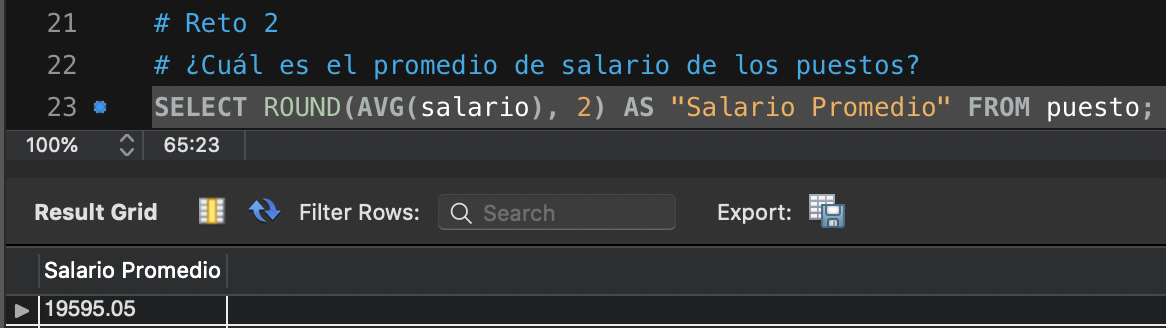 21 # Reto 2
22 # ¿Cuál es el promedio de salario de los puestos?
23 SELECT ROUND(AVG(salario), 2) AS "Salario Promedio" FROM puesto;
100% 65:23
Result Grid Filter Rows: Search Export:
Salario Promedio
19595.05